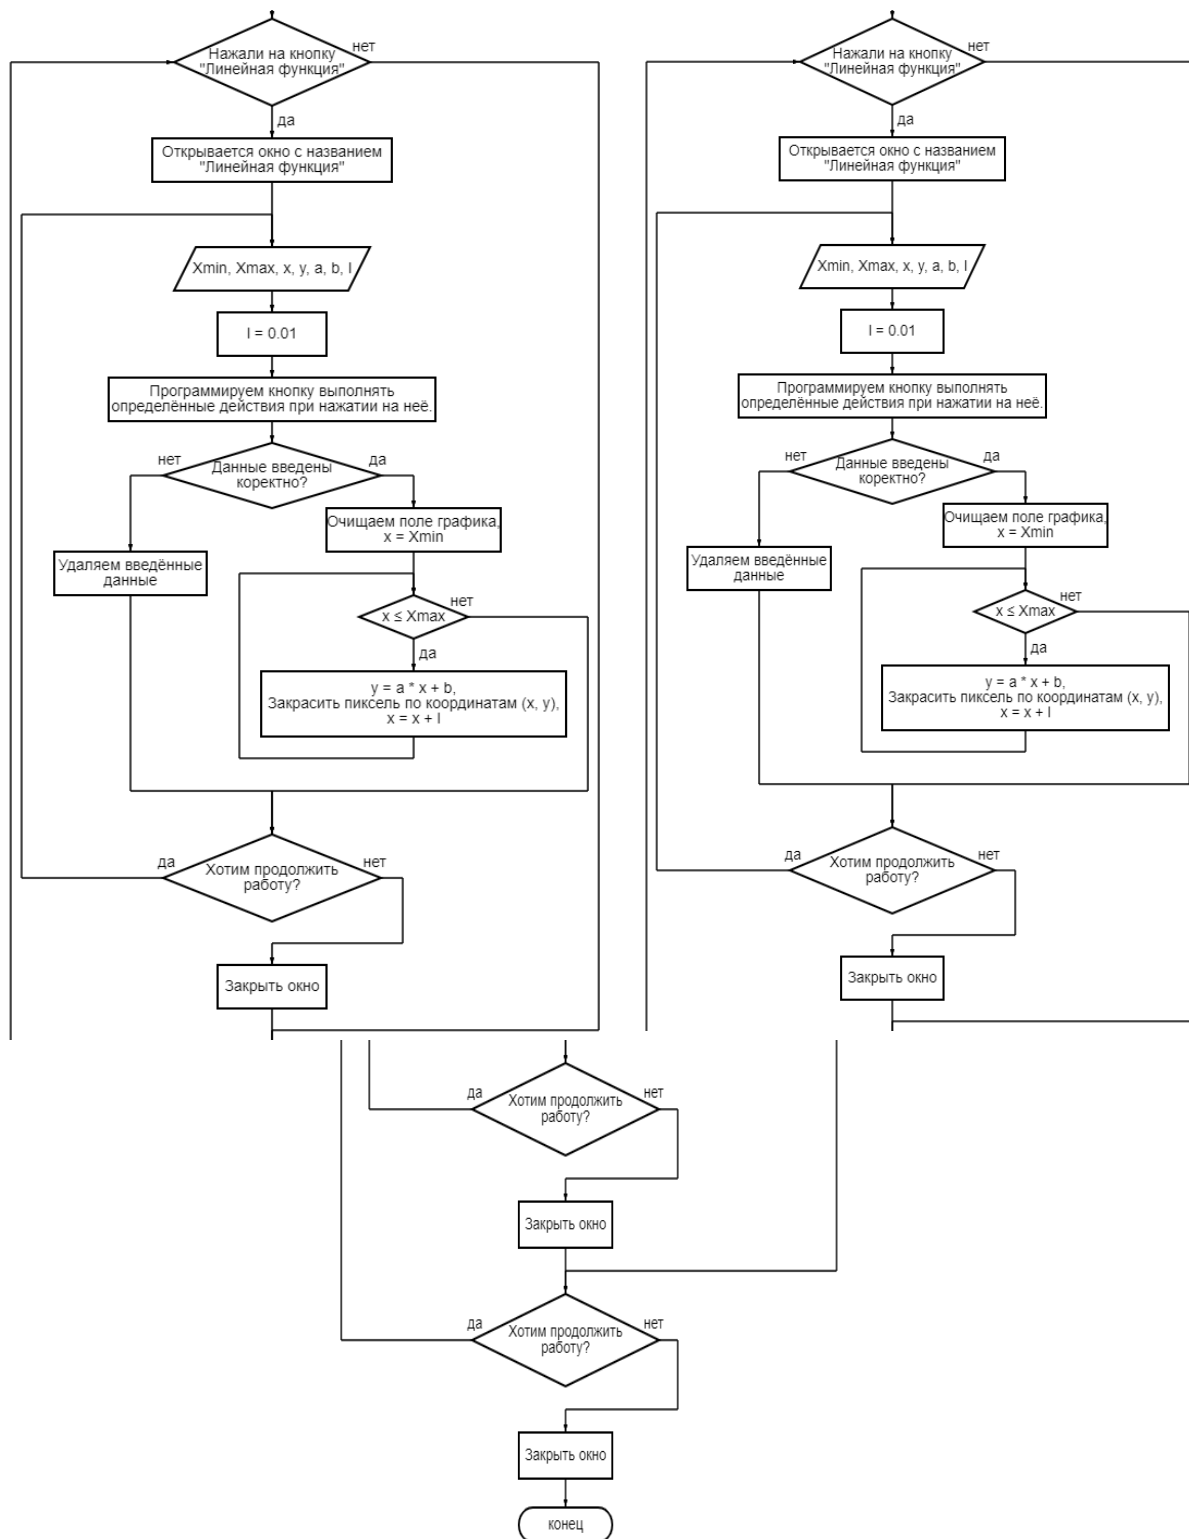 Нажали на кнопку
"Линейная функция"
нет
да
Открывается окно с названием
"Линейная функция"
Xmin, Xmax, x, y, a, b, l
l = 0.01
Программируем кнопку выполнять
определённые действия при нажатии на неё.
нет
Данные введены
коректно?
да
Очищаем поле графика,
x = Xmin
Удаляем введённые
данные
x ≤ Xmax
нет
да
y = a * x + b,
Закрасить пиксель по координатам (x, y),
x = x + l
да
Хотим продолжить
работу?
нет
Закрыть окно
Нажали на кнопку
"Линейная функция"
нет
да
Открывается окно с названием
"Линейная функция"
Xmin, Xmax, x, y, a, b, l
l = 0.01
Программируем кнопку выполнять
определённые действия при нажатии на неё.
нет
Данные введены
коректно?
да
Очищаем поле графика,
x = Xmin
Удаляем введённые
данные
x ≤ Xmax
нет
да
y = a * x + b,
Закрасить пиксель по координатам (x, y),
x = x + l
да
Хотим продолжить
работу?
нет
Закрыть окно
да
Хотим продолжить
работу?
нет
Закрыть окно
да
Хотим продолжить
работу?
нет
Закрыть окно
конец